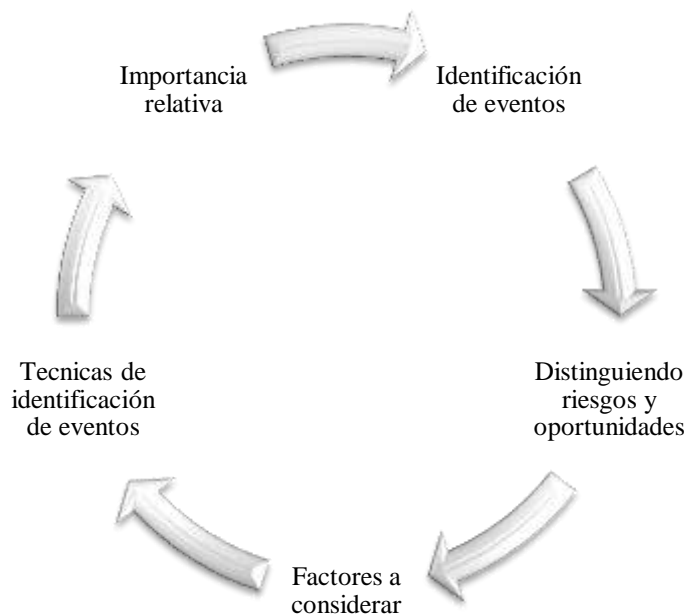 Importancia
relativa
Identificación
de eventos
Distinguiendo
riesgos y
oportunidades
Factores a
considerar
Tecnicas de
identificación
de eventos